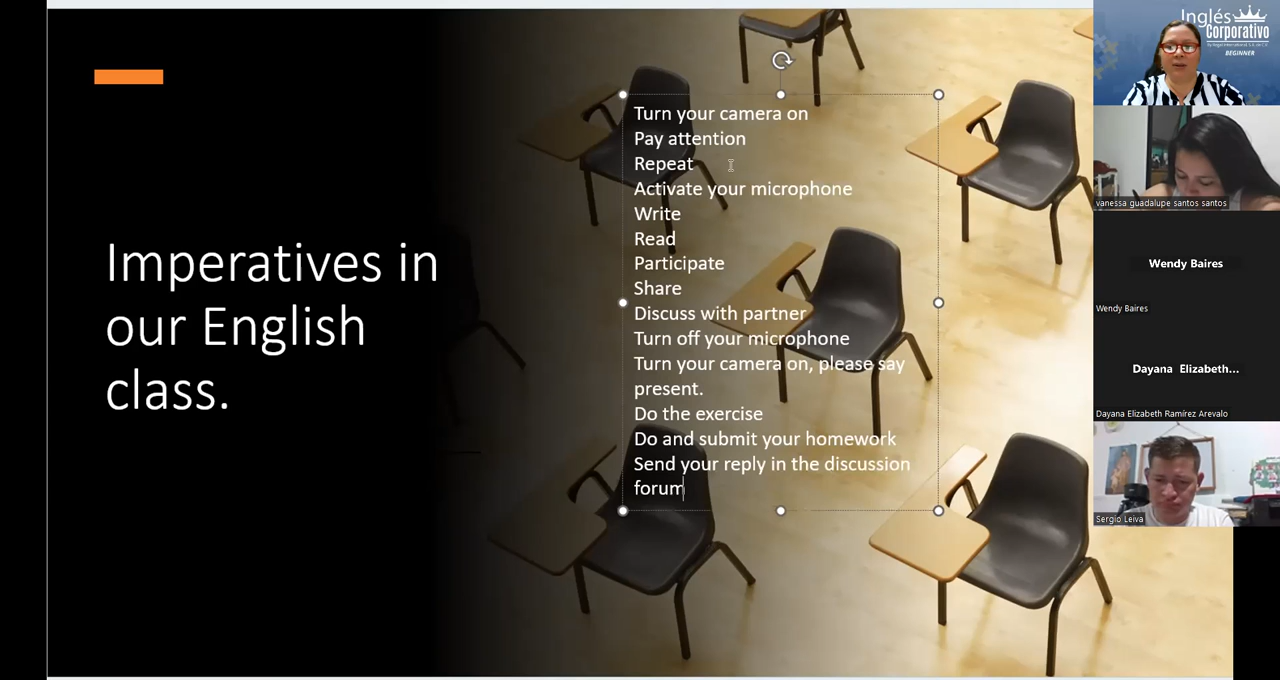 Imperatives in
our English
class.
Turn your camera on
Pay attention
Repeat
Activate your microphone
Write
Read
Participate
Share
Discuss with partner
Turn off your microphone
Turn your camera on, please say
present.
Do the exercise
Do and submit your homework
Send your reply in the discussion
forum
Inglés
Corporativo
BEGINNER
vanessa guadalupe santos santos
Wendy Baires
Wendy Baires
Dayana Elizabeth...
Dayana Elizabeth Ramírez Arevalo
Sergio Leiva